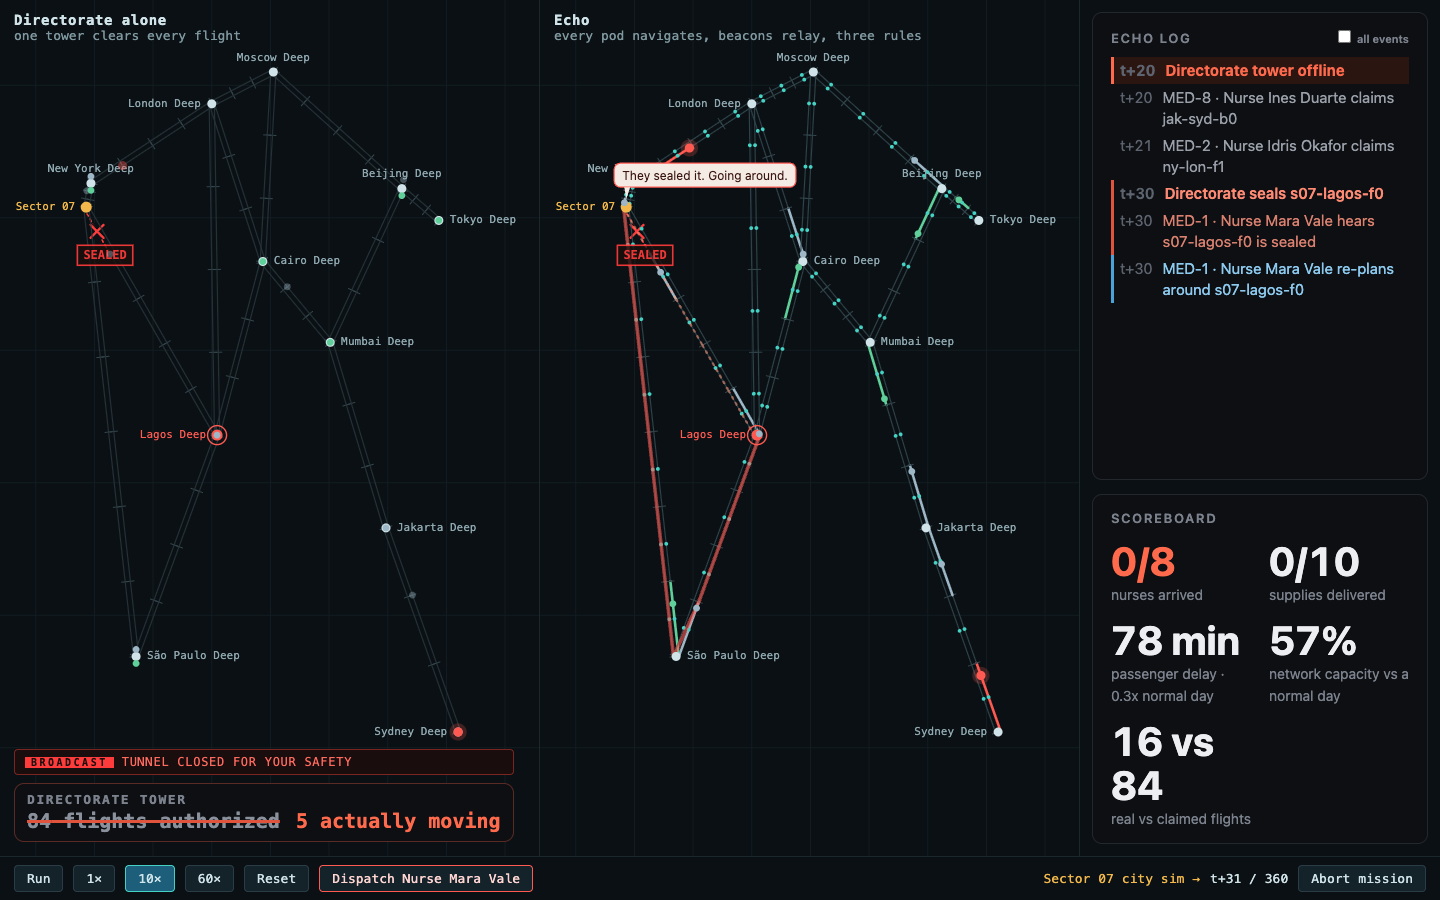 Directorate alone
one tower clears every flight
Moscow Deep
London Deep
New York Deep
Beijing Deep
Sector 07
Tokyo Deep
SEALED
Cairo Deep
Mumbai Deep
Lagos Deep
Jakarta Deep
São Paulo Deep
Sydney Deep
BROADCAST TUNNEL CLOSED FOR YOUR SAFETY
DIRECTORATE TOWER
84 flights authorized 5 actually moving
Echo
every pod navigates, beacons relay, three rules
Moscow Deep
London Deep
New
They sealed it. Going around.
Beijing Deep
Sector 07
Tokyo Deep
SEALED
Cairo Deep
Mumbai Deep
Lagos Deep
Jakarta Deep
São Paulo Deep
Sydney Deep
ECHO LOG
all events
t+20 Directorate tower offline
t+20 MED-8 · Nurse Ines Duarte claims
jak-syd-b0
t+21 MED-2 · Nurse Idris Okafor claims
ny-lon-f1
t+30 Directorate seals s07-lagos-f0
t+30 MED-1 · Nurse Mara Vale hears
s07-lagos-f0 is sealed
t+30 MED-1 · Nurse Mara Vale re-plans
around s07-lagos-f0
SCOREBOARD
0/8
nurses arrived
0/10
supplies delivered
78 min
passenger delay ·
0.3x normal day
57%
network capacity vs a
normal day
16 vs
84
real vs claimed flights
Run
1×
10×
60×
Reset
Dispatch Nurse Mara Vale
Sector 07 city sim → t+31 / 360
Abort mission